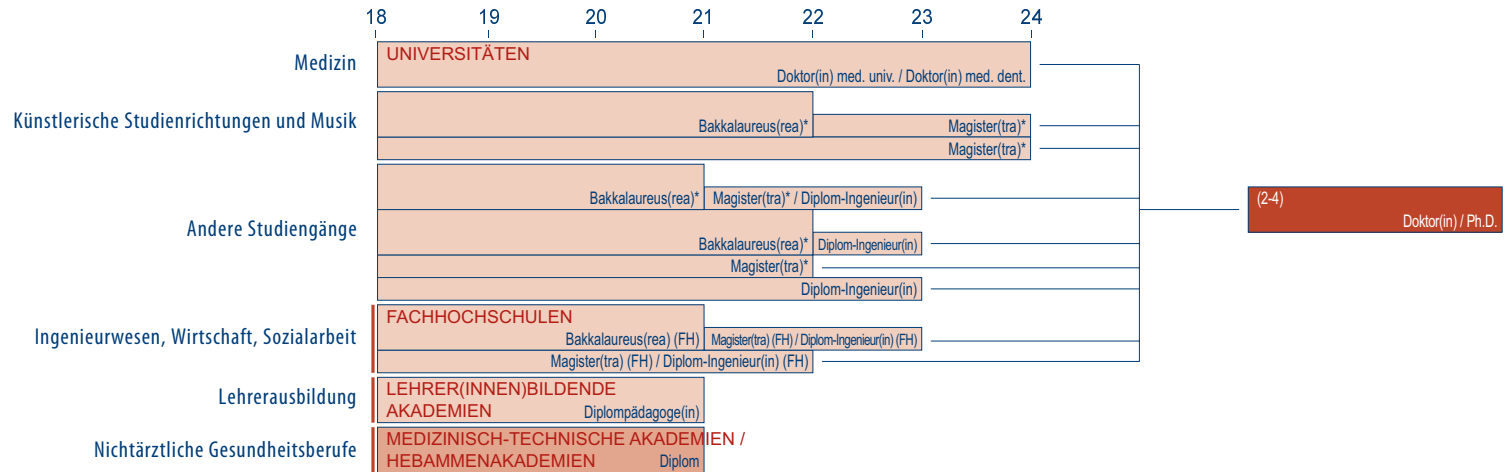 18 19 20 21 22 23 24
Medizin
UNIVERSITÄTEN
Doktor(in) med. univ. / Doktor(in) med. dent.
Künstlerische Studienrichtungen und Musik
Bakkalaureus(rea)* Magister(tra)*
Magister(tra)*
Andere Studiengänge
Bakkalaureus(rea)* Magister(tra)* / Diplom-Ingenieur(in)
Bakkalaureus(rea)* Diplom-Ingenieur(in)
Magister(tra)*
Diplom-Ingenieur(in)
(2-4)
Doktor(in) / Ph.D.
Ingenieurwesen, Wirtschaft, Sozialarbeit
FACHHOCHSCHULEN
Bakkalaureus(rea) (FH) Magister(tra) (FH) / Diplom-Ingenieur(in) (FH)
Magister(tra) (FH) / Diplom-Ingenieur(in) (FH)
Lehrerausbildung
LEHRER(INNEN)BILDENDE
AKADEMIEN Diplompädagoge(in)
Nichtärztliche Gesundheitsberufe
MEDIZINISCH-TECHNISCHE AKADEMIEN /
HEBAMMENAKADEMIEN Diplom